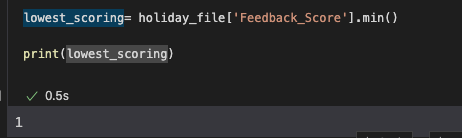 lowest_scoring= holiday_file['Feedback_Score'].min()
print(lowest_scoring)
✓ 0.5s
1